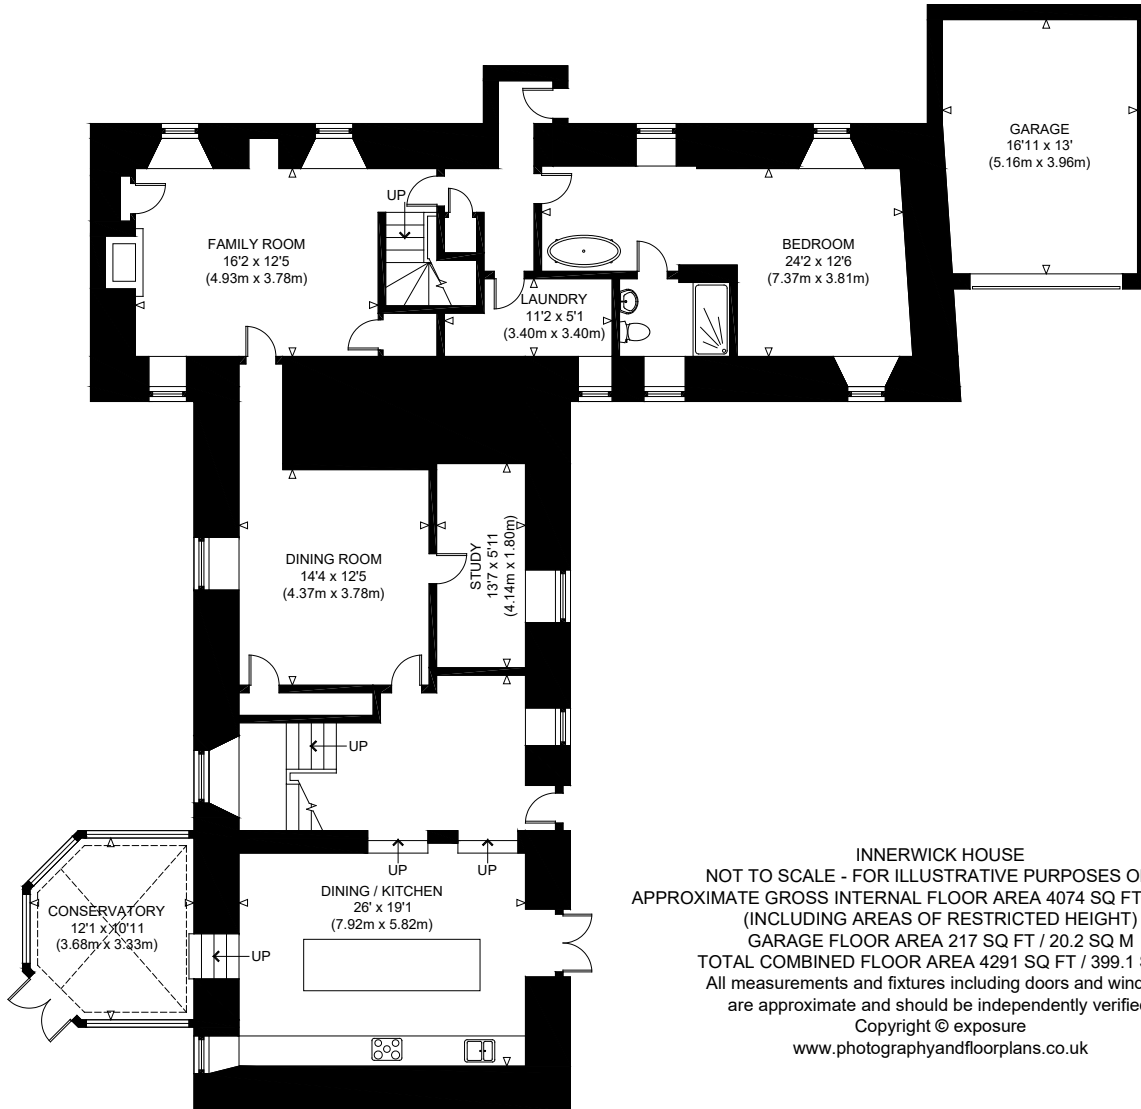 GARAGE
16'11 x 13'
(5.16m x 3.96m)
UP
FAMILY ROOM
16'2 x 12'5
(4.93m x 3.78m)
BEDROOM
24'2 x 12'6
(7.37m x 3.81m)
LAUNDRY
11'2 x 5'1
(3.40m x 3.40m)
DINING ROOM
14'4 x 12'5
(4.37m x 3.78m)
STUDY
13'7 x 5'11
(4.14m x 1.80m)
UP
UP
UP
DINING / KITCHEN
26' x 19'1
(7.92m x 5.82m)
CONSERVATORY
12'1 x 10'11
(3.68m x 3.33m)
UP
INNERWICK HOUSE
NOT TO SCALE - FOR ILLUSTRATIVE PURPOSES
APPROXIMATE GROSS INTERNAL FLOOR AREA 4074 SQ FT
(INCLUDING AREAS OF RESTRICTED HEIGHT)
GARAGE FLOOR AREA 217 SQ FT / 20.2 SQ M
TOTAL COMBINED FLOOR AREA 4291 SQ FT / 399.1
All measurements and fixtures including doors and
are approximate and should be independently
Copyright © exposure
www.photographyandfloorplans.co.uk